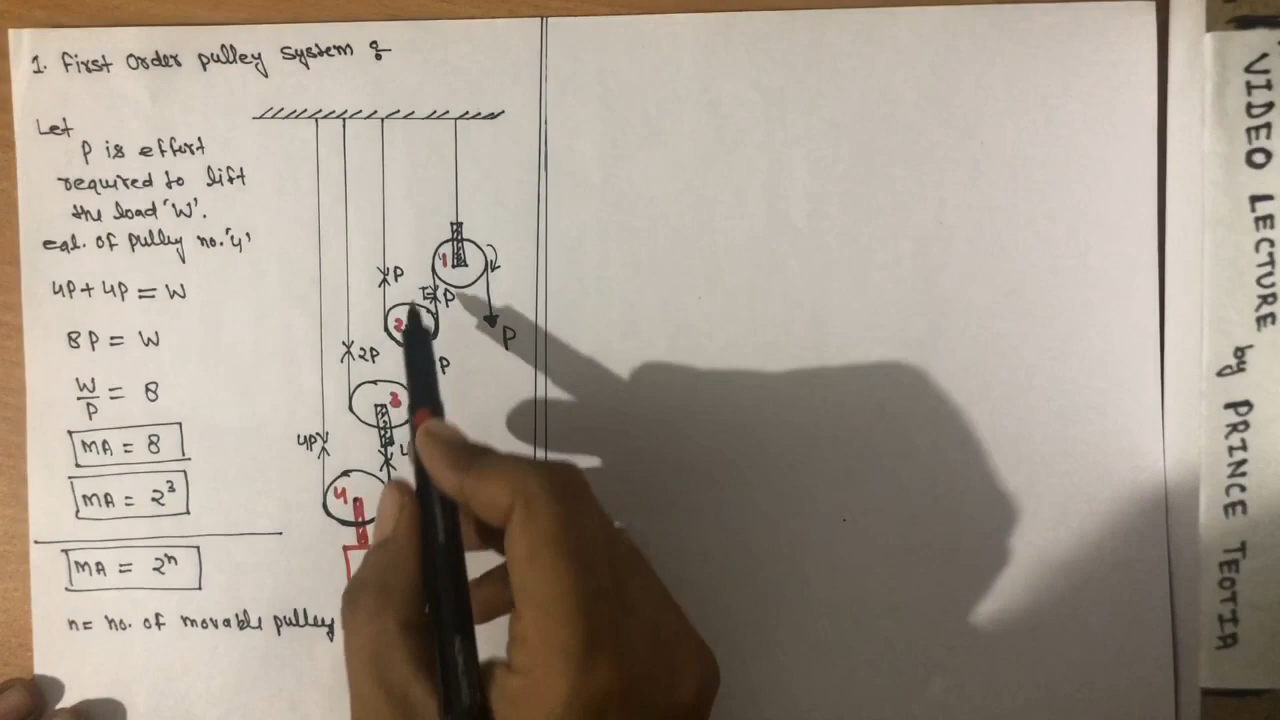 1. First Order pulley system :
Let
P is effort
required to lift
the load 'W'.
eql. of pully no. '4'
4P + 4P = W
8P = W
W/P = 8
MA = 8
MA = 2³
MA = 2ⁿ
n = no. of movable pulley
1
P
T=P
P
2
P
2P
3
4P
4
P
VIDEO LECTURE by PRINCE TEOTIA